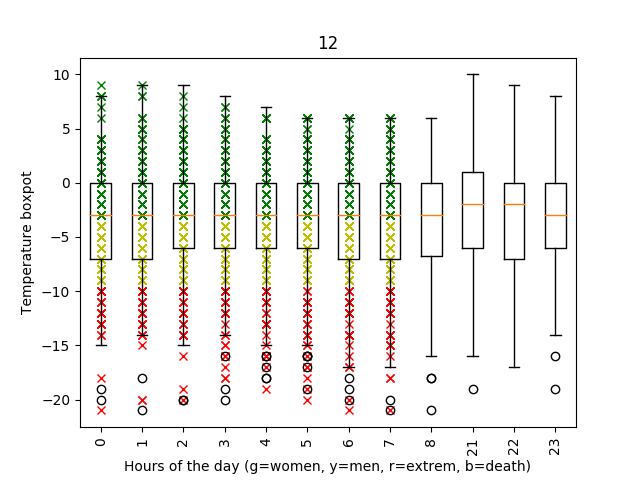 12
10
5
0
−5
−10
−15
−20
Temperature boxpot
0 1 2 3 4 5 6 7 8 21 22 23
Hours of the day (g=women, y=men, r=extrem, b=death)